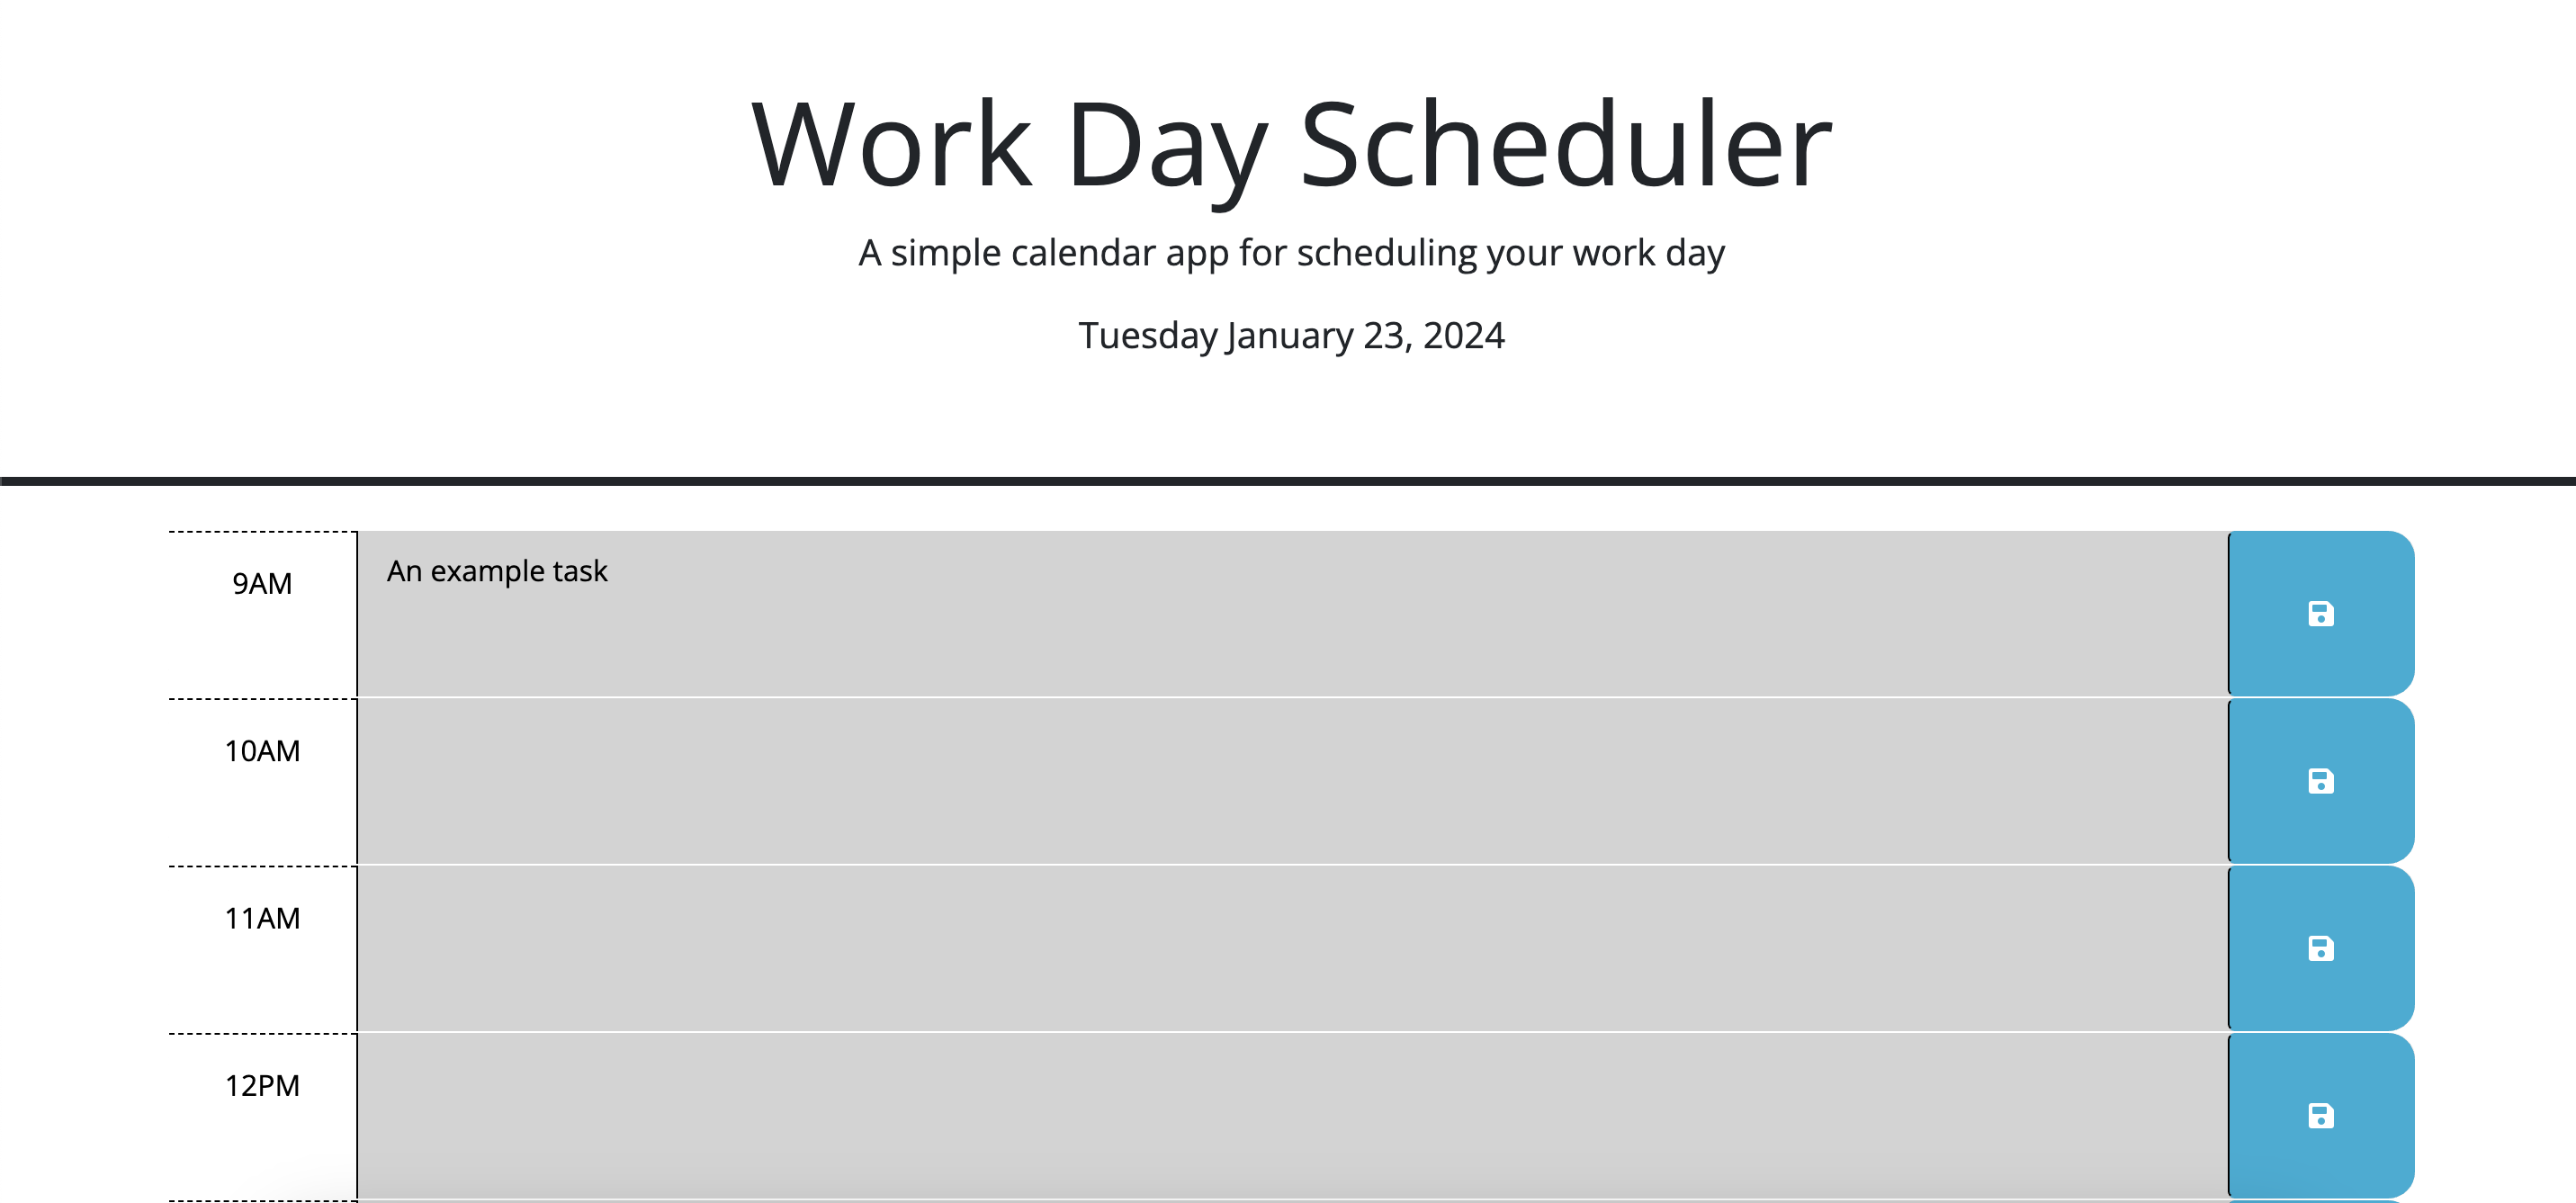 Work Day Scheduler
A simple calendar app for scheduling your work day
Tuesday January 23, 2024
9AM
An example task
10AM
11AM
12PM